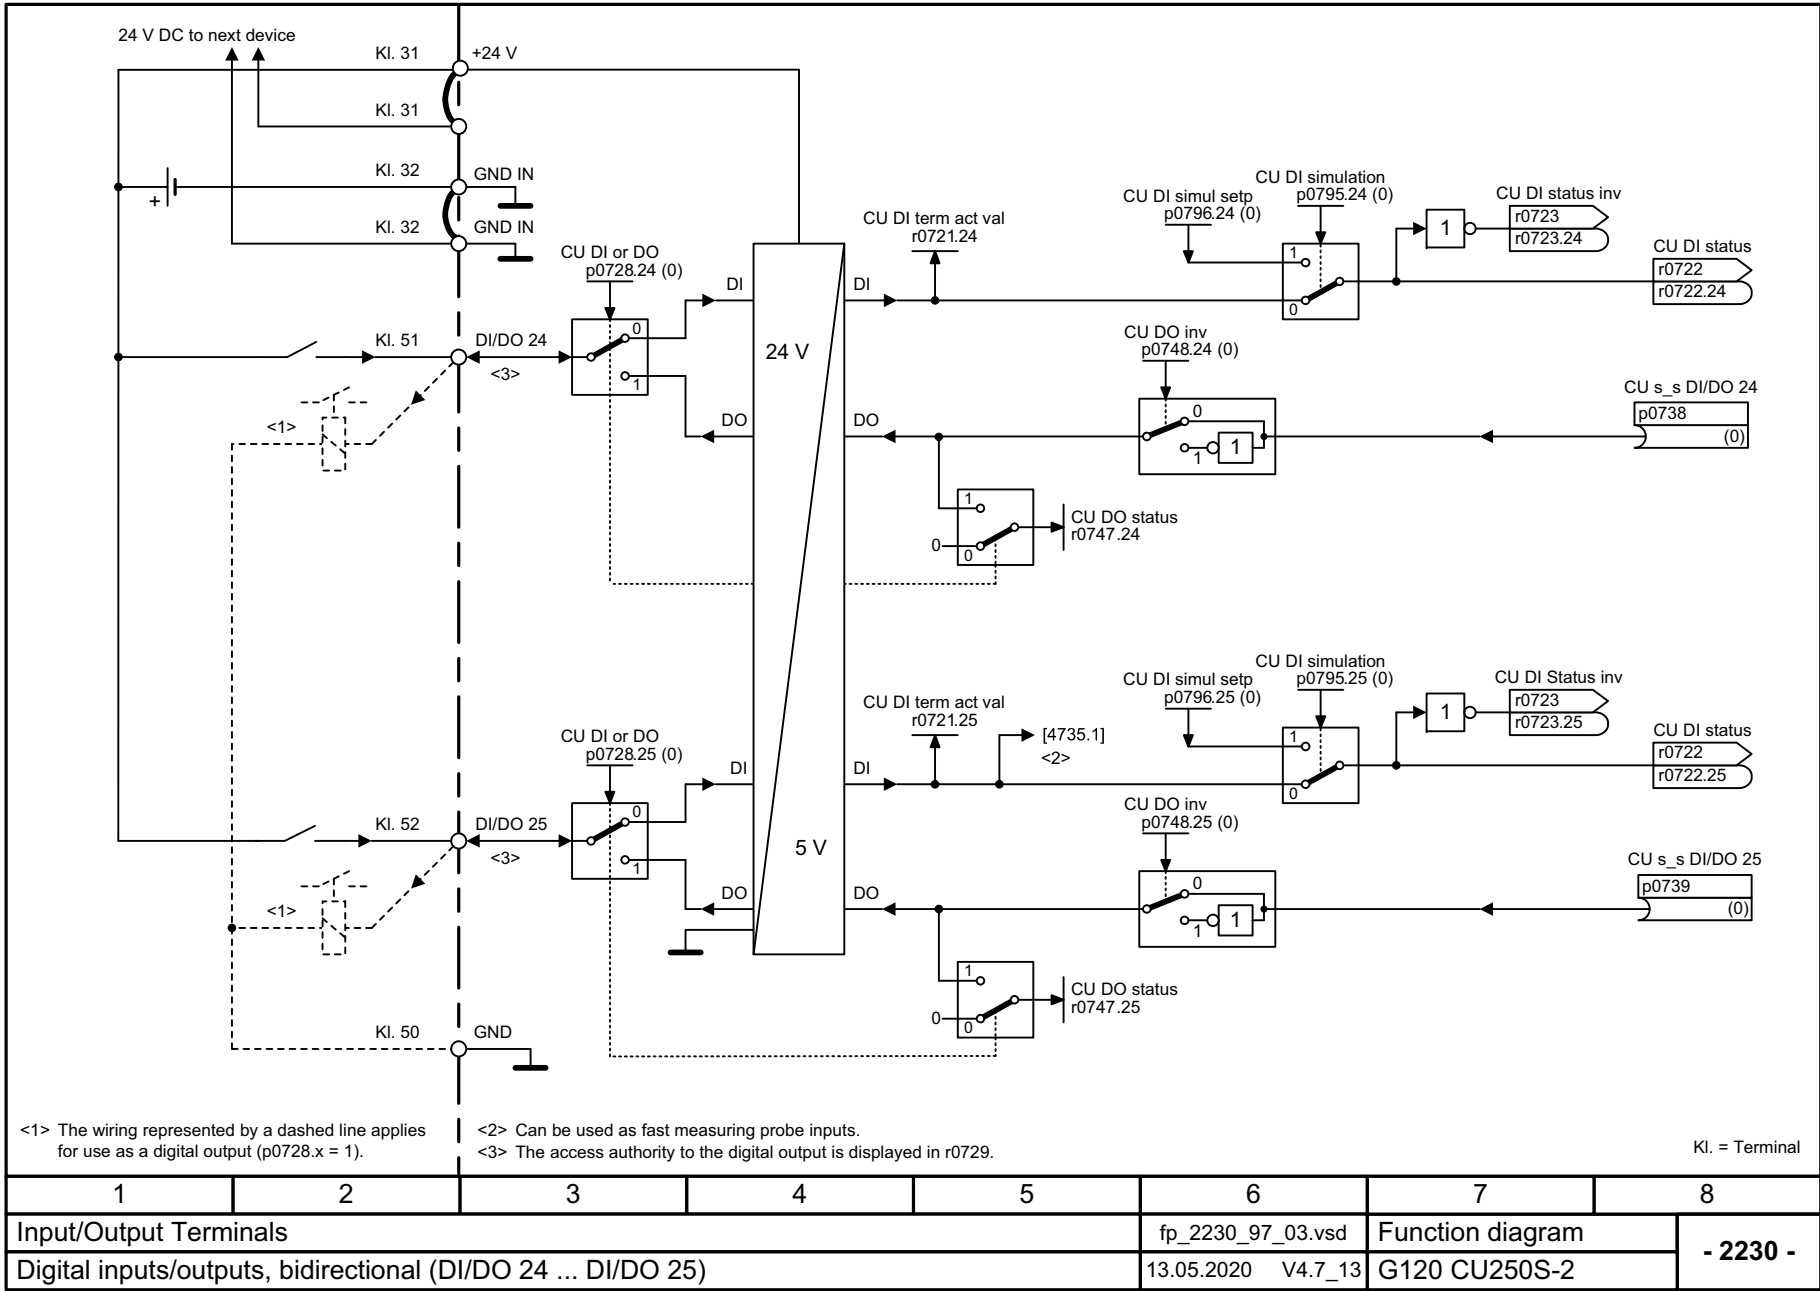 24 V DC to next device
Kl. 31
+24 V
Kl. 31
Kl. 32
GND IN
+
Kl. 32
GND IN
CU DI or DO
p0728.24 (0)
DI
0
1
Kl. 51
DI/DO 24
<3>
<1>
DO
24 V
5 V
CU DI term act val
r0721.24
DI
CU DI simul setp
p0796.24 (0)
CU DI simulation
p0795.24 (0)
1
0
1
CU DI status inv
r0723
r0723.24
CU DI status
r0722
r0722.24
CU DO inv
p0748.24 (0)
DO
0
1
1
CU s_s DI/DO 24
p0738
(0)
1
0
0
CU DO status
r0747.24
CU DI or DO
p0728.25 (0)
DI
0
1
Kl. 52
DI/DO 25
<3>
<1>
DO
CU DI term act val
r0721.25
DI
[4735.1]
<2>
CU DI simul setp
p0796.25 (0)
CU DI simulation
p0795.25 (0)
1
0
1
CU DI Status inv
r0723
r0723.25
CU DI status
r0722
r0722.25
CU DO inv
p0748.25 (0)
DO
0
1
1
CU s_s DI/DO 25
p0739
(0)
1
0
0
CU DO status
r0747.25
Kl. 50
GND
<1> The wiring represented by a dashed line applies
for use as a digital output (p0728.x = 1).
<2> Can be used as fast measuring probe inputs.
<3> The access authority to the digital output is displayed in r0729.
Kl. = Terminal
1 2 3 4 5 6 7 8
Input/Output Terminals
fp_2230_97_03.vsd
Function diagram
- 2230 -
Digital inputs/outputs, bidirectional (DI/DO 24 ... DI/DO 25)
13.05.2020 V4.7_13
G120 CU250S-2